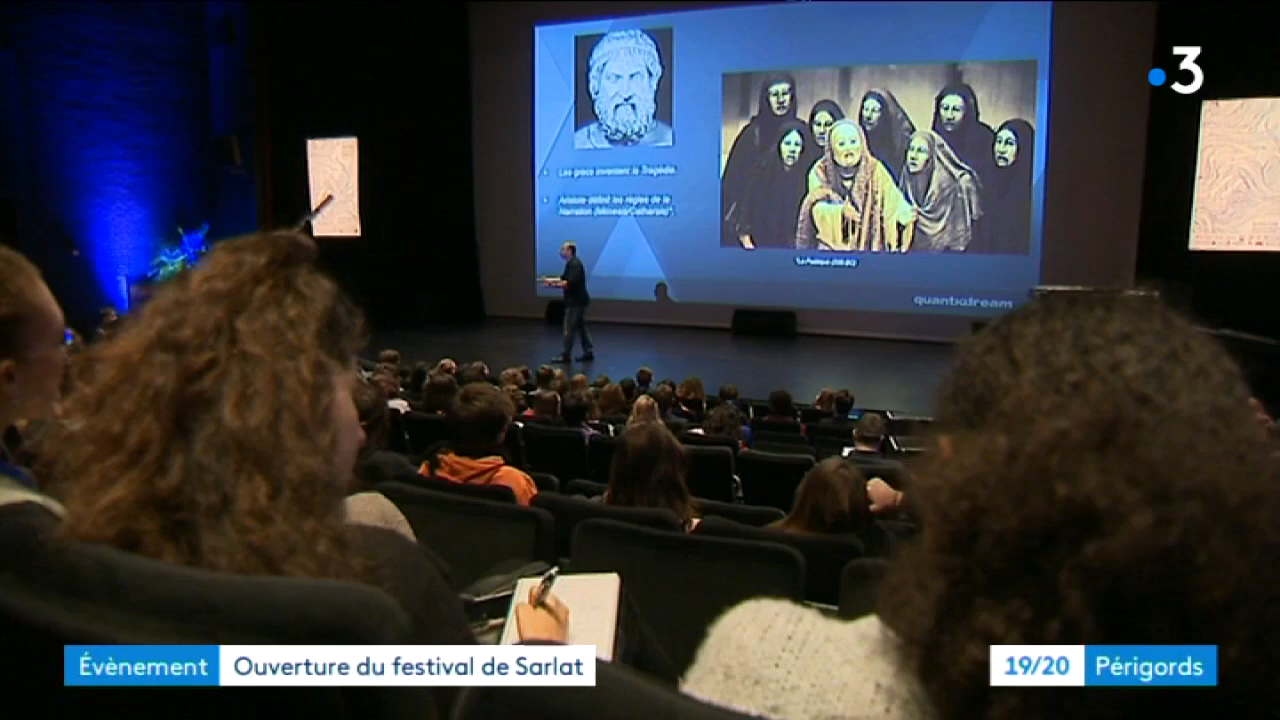 3
Les grecs inventent la Tragédie.
Aristote définit les règles de la
Narration (Mimesis/Catharsis)*.
quanticdream
Évènement
Ouverture du festival de Sarlat
19/20
Périgords